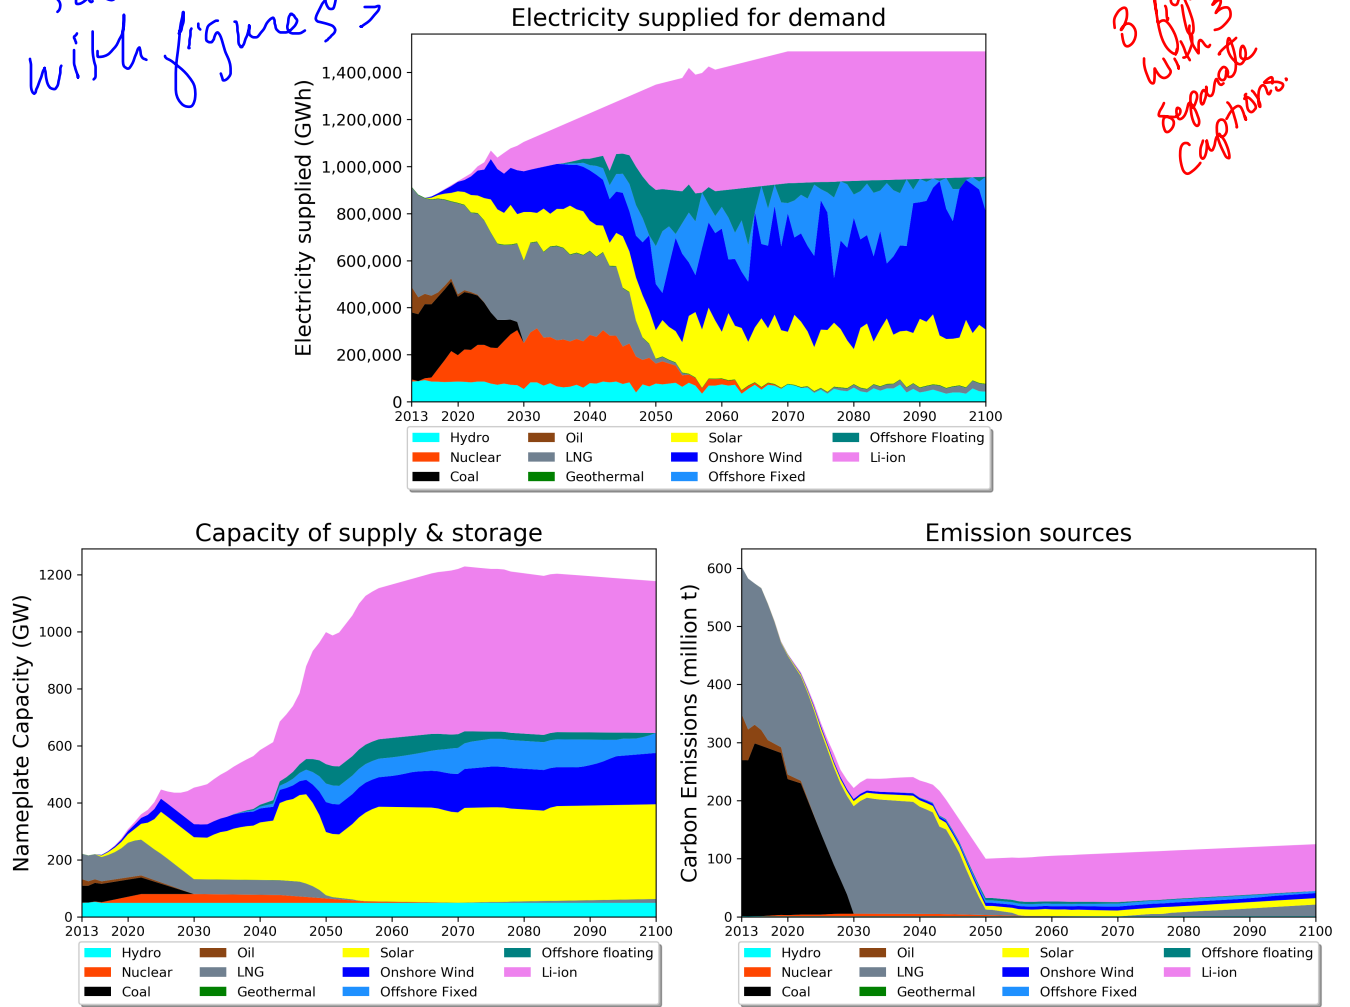 with figures
3
with 3
separate
captions.
Electricity supplied for demand
Electricity supplied (GWh)
1,400,000
1,200,000
1,000,000
800,000
600,000
400,000
200,000
0
2013 2020 2030 2040 2050 2060 2070 2080 2090 2100
Hydro Oil Solar Offshore Floating
Nuclear LNG Onshore Wind Li-ion
Coal Geothermal Offshore Fixed
Capacity of supply & storage
Nameplate Capacity (GW)
1200
1000
800
600
400
200
0
2013 2020 2030 2040 2050 2060 2070 2080 2090 2100
Hydro Oil Solar Offshore floating
Nuclear LNG Onshore Wind Li-ion
Coal Geothermal Offshore Fixed
Emission sources
Carbon Emissions (million t)
600
500
400
300
200
100
0
2013 2020 2030 2040 2050 2060 2070 2080 2090 2100
Hydro Oil Solar Offshore floating
Nuclear LNG Onshore Wind Li-ion
Coal Geothermal Offshore Fixed